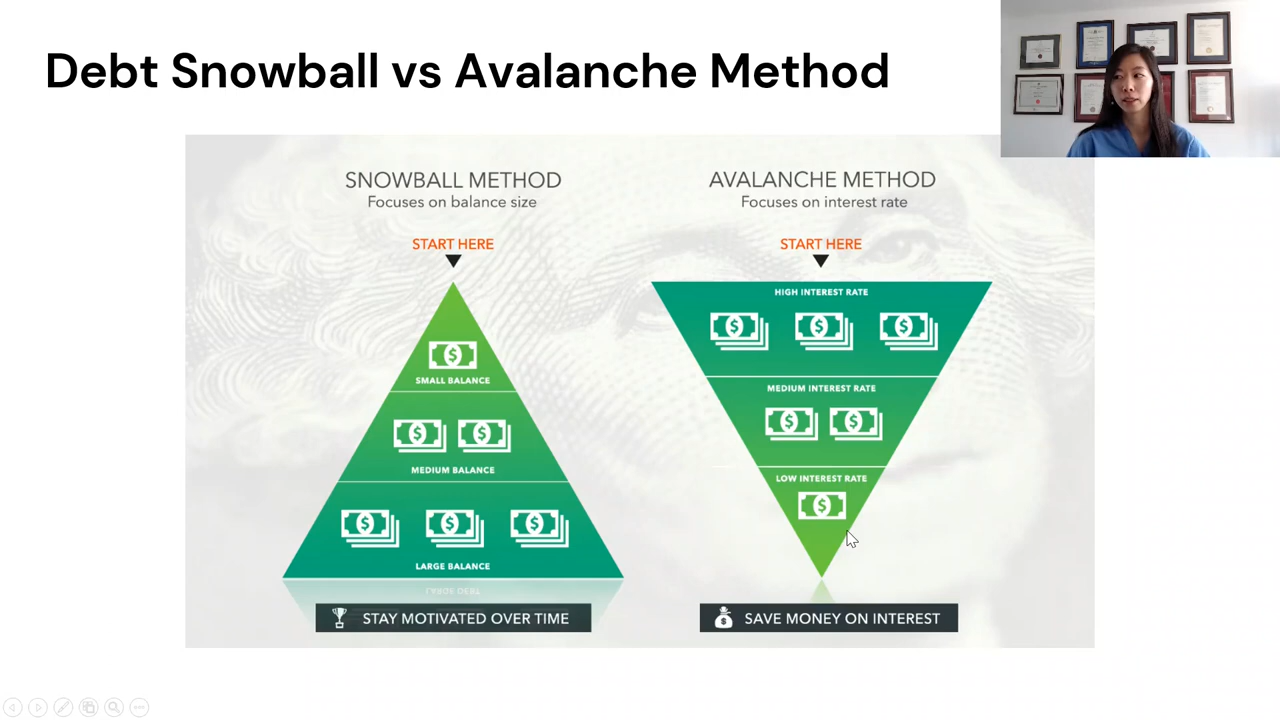 Debt Snowball vs Avalanche Method
SNOWBALL METHOD
Focuses on balance size
START HERE
SMALL BALANCE
MEDIUM BALANCE
LARGE BALANCE
STAY MOTIVATED OVER TIME
AVALANCHE METHOD
Focuses on interest rate
START HERE
HIGH INTEREST RATE
MEDIUM INTEREST RATE
LOW INTEREST RATE
SAVE MONEY ON INTEREST